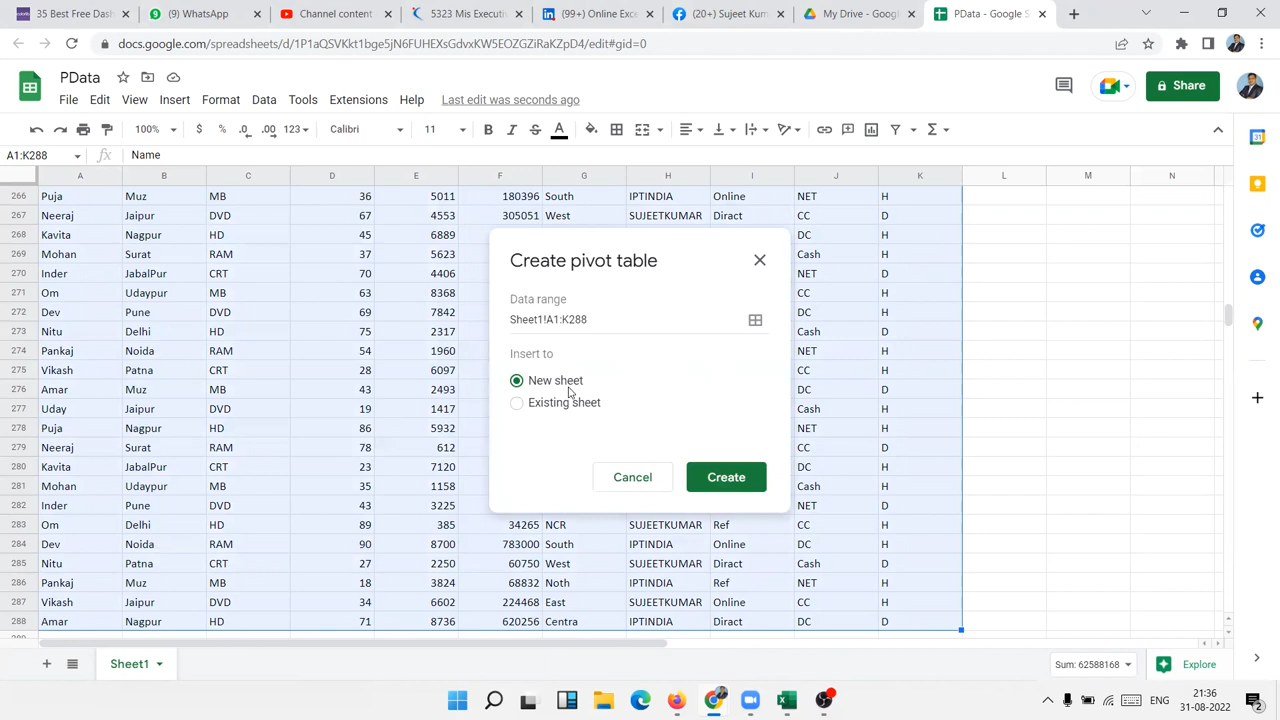 35 Best Free Das
(9) WhatsApp
Channel content
5323 Mis Executi
(99+) Online Exce
(20+) Sujeet Kum
My Drive - Googl
PData - Google S
docs.google.com/spreadsheets/d/1P1aQSVKkt1bge5jN6FUHEXsGdvxKW5EOZGZiRaKZpD4/edit#gid=0
PData
File Edit View Insert Format Data Tools Extensions Help Last edit was seconds ago
Share
100% $ % .0 .00 123 Calibri 11 B I S A
A1:K288 fx Name
A B C D E F G H I J K L M N
266 Puja Muz MB 36 5011 180396 South IPTINDIA Online NET H
267 Neeraj Jaipur DVD 67 4553 305051 West SUJEETKUMAR Diract CC D
268 Kavita Nagpur HD 45 6889 DC H
269 Mohan Surat RAM 37 5623 Cash H
270 Inder JabalPur CRT 70 4406 NET D
271 Om Udaypur MB 63 8368 CC H
272 Dev Pune DVD 69 7842 DC H
273 Nitu Delhi HD 75 2317 Cash D
274 Pankaj Noida RAM 54 1960 NET H
275 Vikash Patna CRT 28 6097 CC H
276 Amar Muz MB 43 2493 DC D
277 Uday Jaipur DVD 19 1417 Cash H
278 Puja Nagpur HD 86 5932 NET H
279 Neeraj Surat RAM 78 612 CC D
280 Kavita JabalPur CRT 23 7120 DC H
281 Mohan Udaypur MB 35 1158 Cash H
282 Inder Pune DVD 43 3225 NET D
283 Om Delhi HD 89 385 34265 NCR SUJEETKUMAR Ref CC H
284 Dev Noida RAM 90 8700 783000 South IPTINDIA Online DC H
285 Nitu Patna CRT 27 2250 60750 West SUJEETKUMAR Diract Cash D
286 Pankaj Muz MB 18 3824 68832 Noth IPTINDIA Ref NET H
287 Vikash Jaipur DVD 34 6602 224468 East SUJEETKUMAR Online CC H
288 Amar Nagpur HD 71 8736 620256 Centra IPTINDIA Direct DC D
Create pivot table
Data range
Sheet1!A1:K288
Insert to
New sheet
Existing sheet
Cancel Create
Sheet1
Sum: 62588168
Explore
ENG
21:36
31-08-2022
2